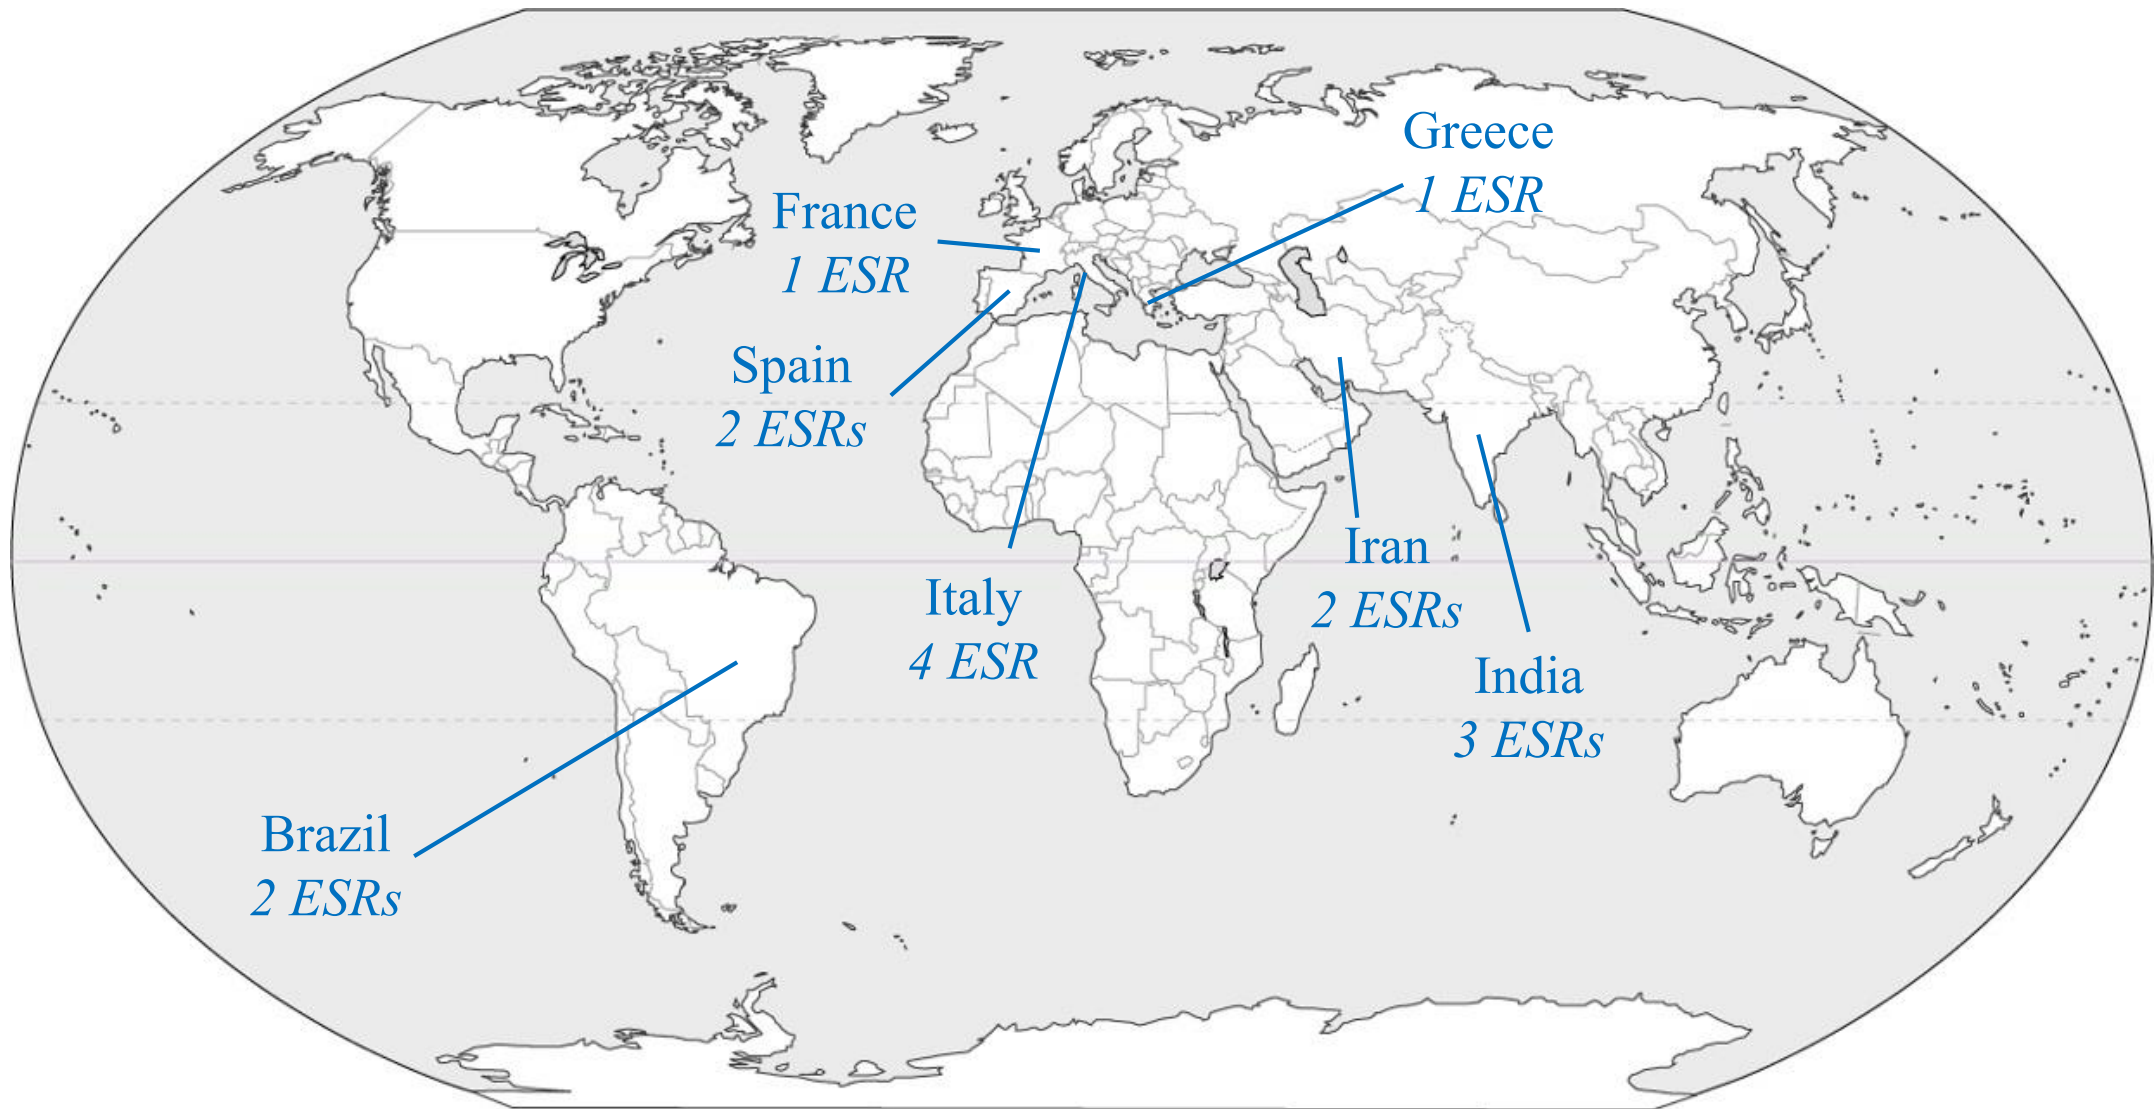 Greece
1 ESR
France
1 ESR
Spain
2 ESRs
Italy
4 ESR
Iran
2 ESRs
India
3 ESRs
Brazil
2 ESRs